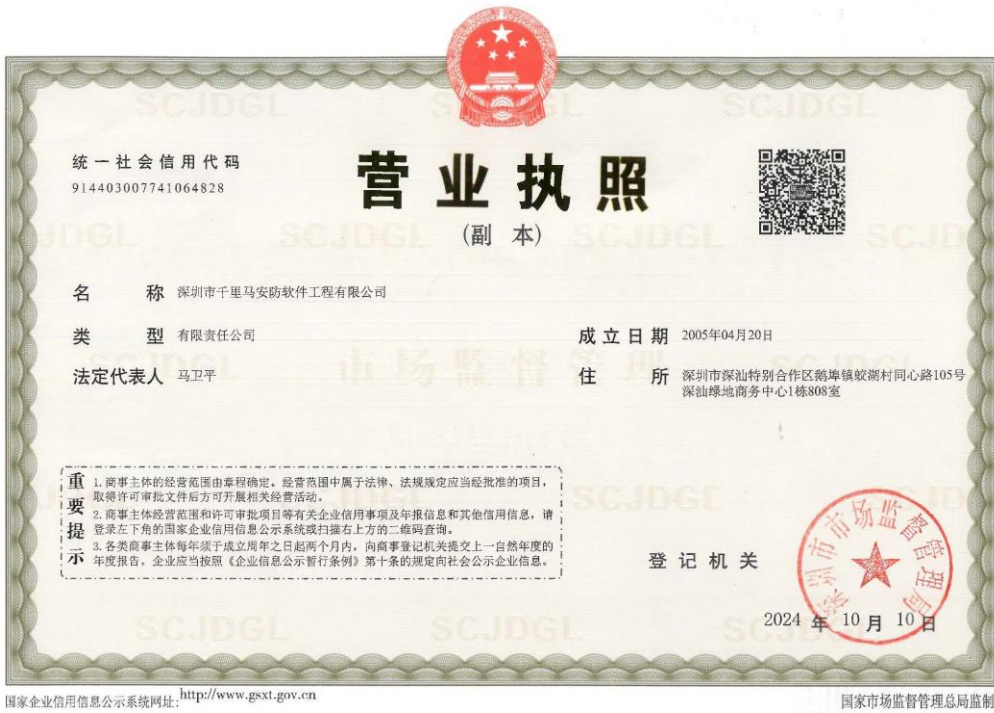 统一社会信用代码
914403007741064828
营业执照
(副 本)
名 称 深圳市千里马安防软件工程有限公司
类 型 有限责任公司
成立日期 2005年04月20日
法定代表人 马卫平
住 所 深圳市深汕特别合作区鹅埠镇蛟湖村同心路105号
深汕绿地商务中心1栋808室
重要提示
1. 商事主体的经营范围由章程确定。经营范围中属于法律、法规规定应当经批准的项目,
取得许可审批文件后方可开展相关经营活动。
2. 商事主体经营范围和许可审批项目等有关企业信用事项及年报信息和其他信用信息,请
登录左下角的国家企业信用信息公示系统或扫描右上方的二维码查询。
3. 各类商事主体每年须于成立周年之日起两个月内,向商事登记机关提交上一自然年度的
年度报告。企业应当按照《企业信息公示暂行条例》第十条的规定向社会公示企业信息。
登记机关
深圳市市场监督管理局
2024 年 10 月 10 日
国家企业信用信息公示系统网址:http://www.gsxt.gov.cn
国家市场监督管理总局监制
SCJDGL
市场监督管理